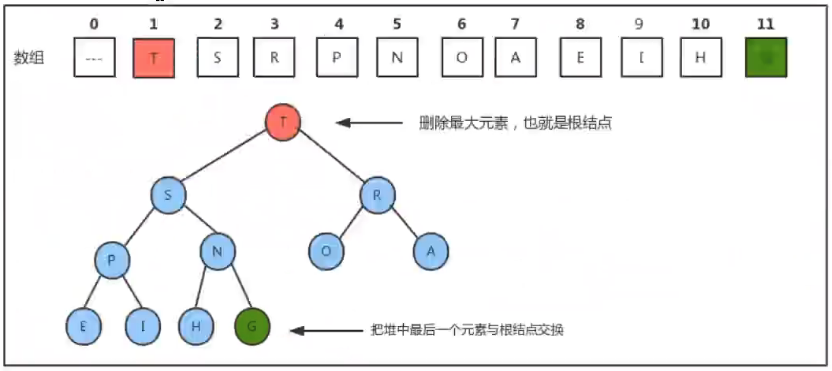 0 1 2 3 4 5 6 7 8 9 10 11
数组 --- T S R P N O A E I H G
T
删除最大元素，也就是根结点
S R
P N O A
E I H G
把堆中最后一个元素与根结点交换